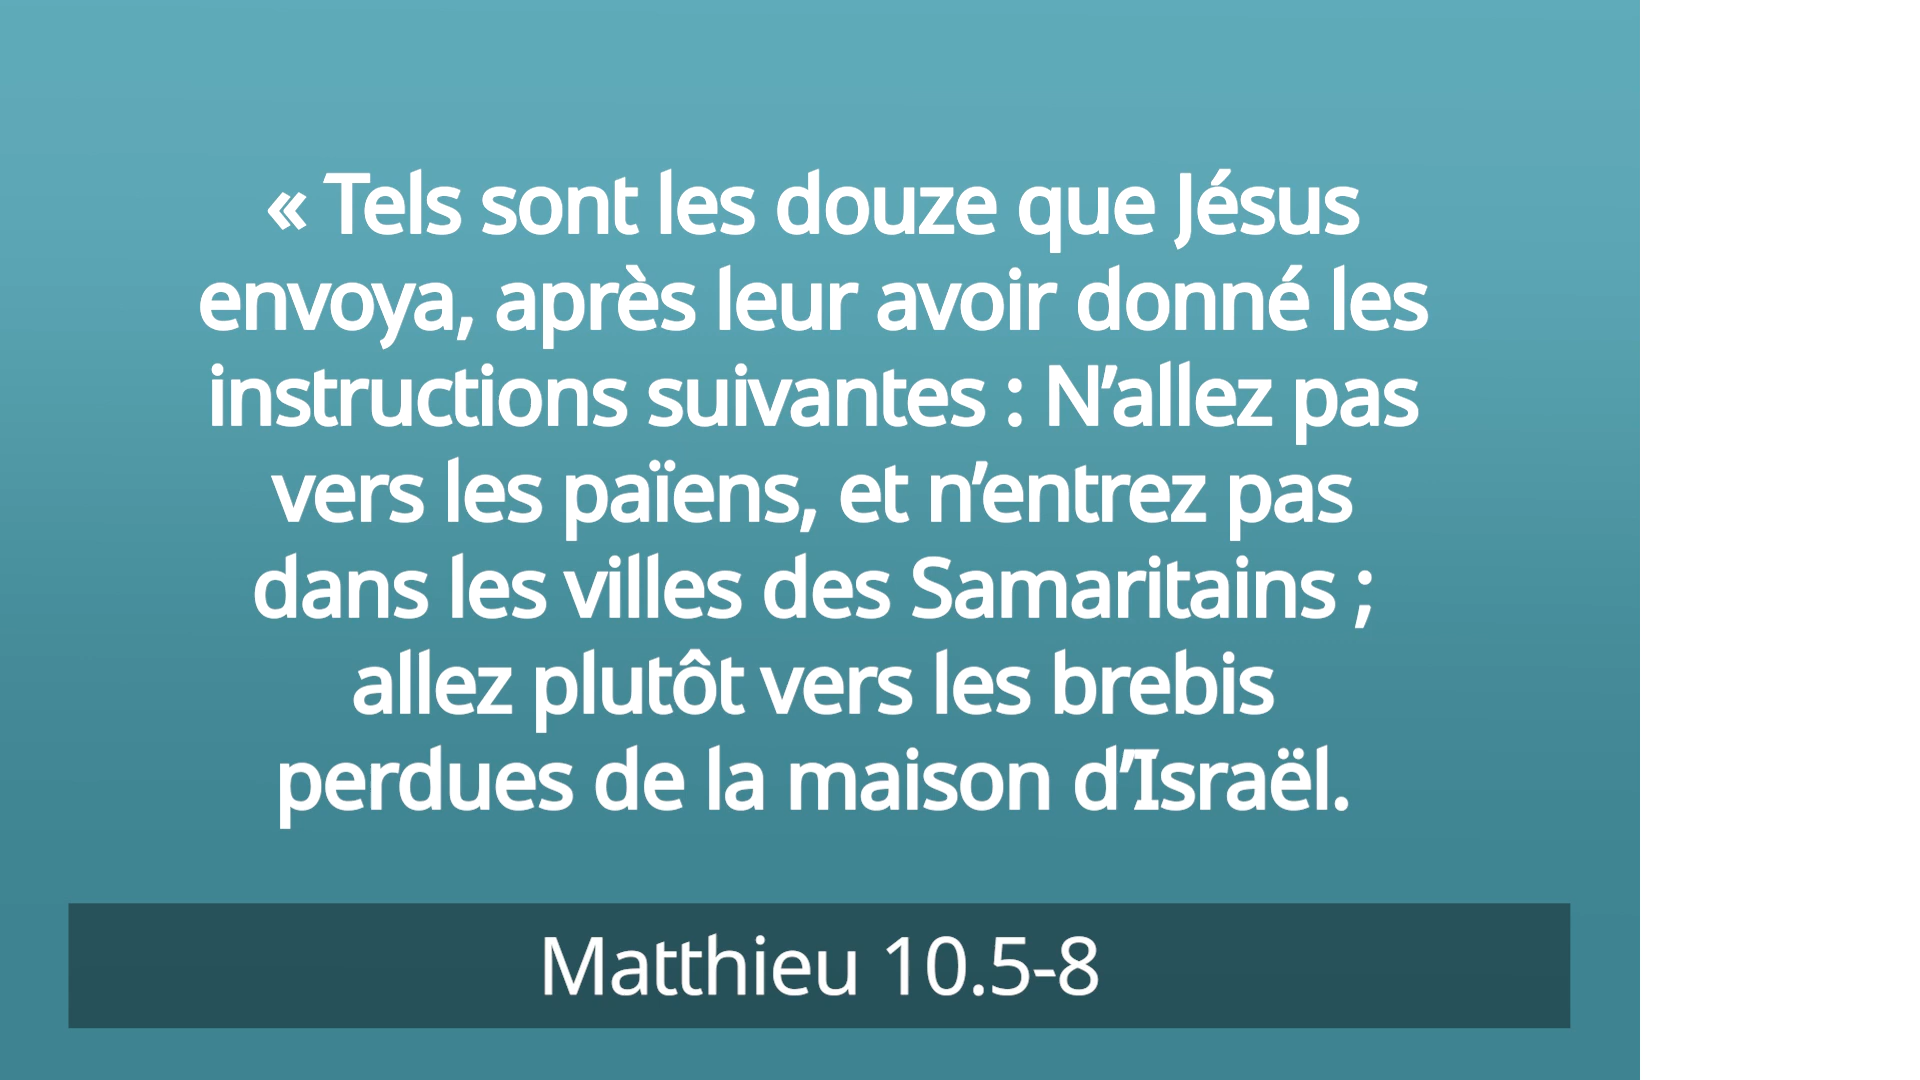 « Tels sont les douze que Jésus
envoya, après leur avoir donné les
instructions suivantes : N’allez pas
vers les païens, et n’entrez pas
dans les villes des Samaritains ;
allez plutôt vers les brebis
perdues de la maison d’Israël.
Matthieu 10.5-8